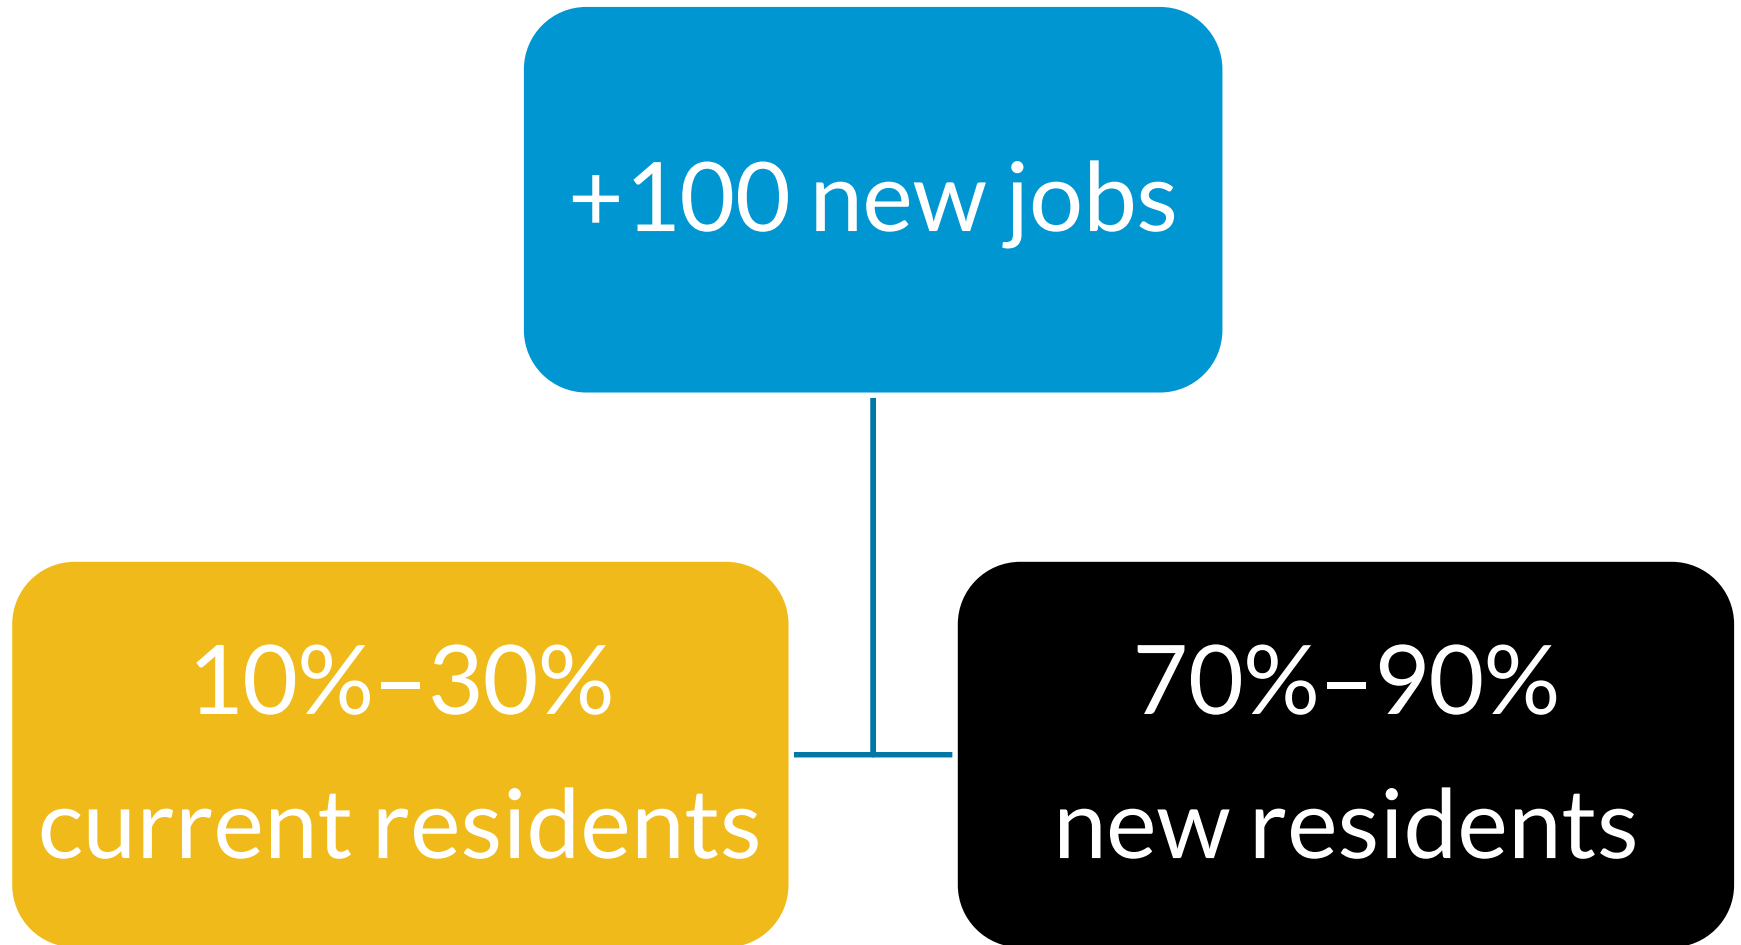 +100 new jobs
10%–30%
current residents
70%–90%
new residents